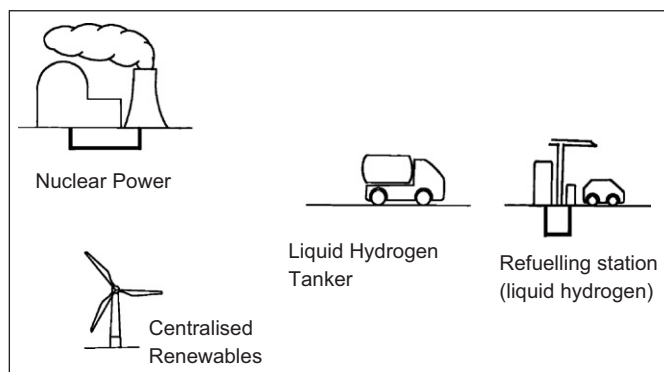 Nuclear Power
Liquid Hydrogen
Tanker
Refuelling station
(liquid hydrogen)
Centralised
Renewables